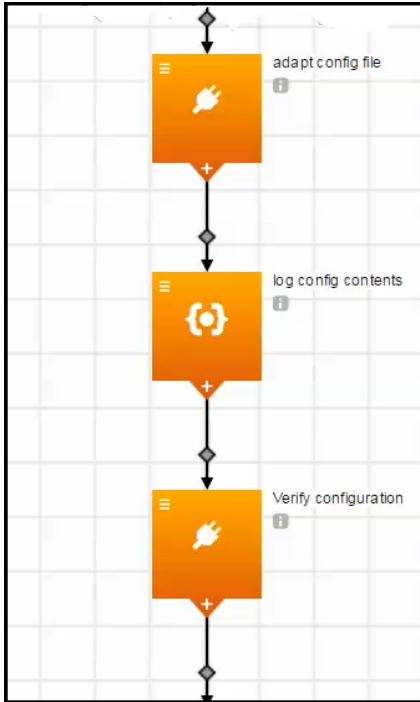 adapt config file
log config contents
Verify configuration